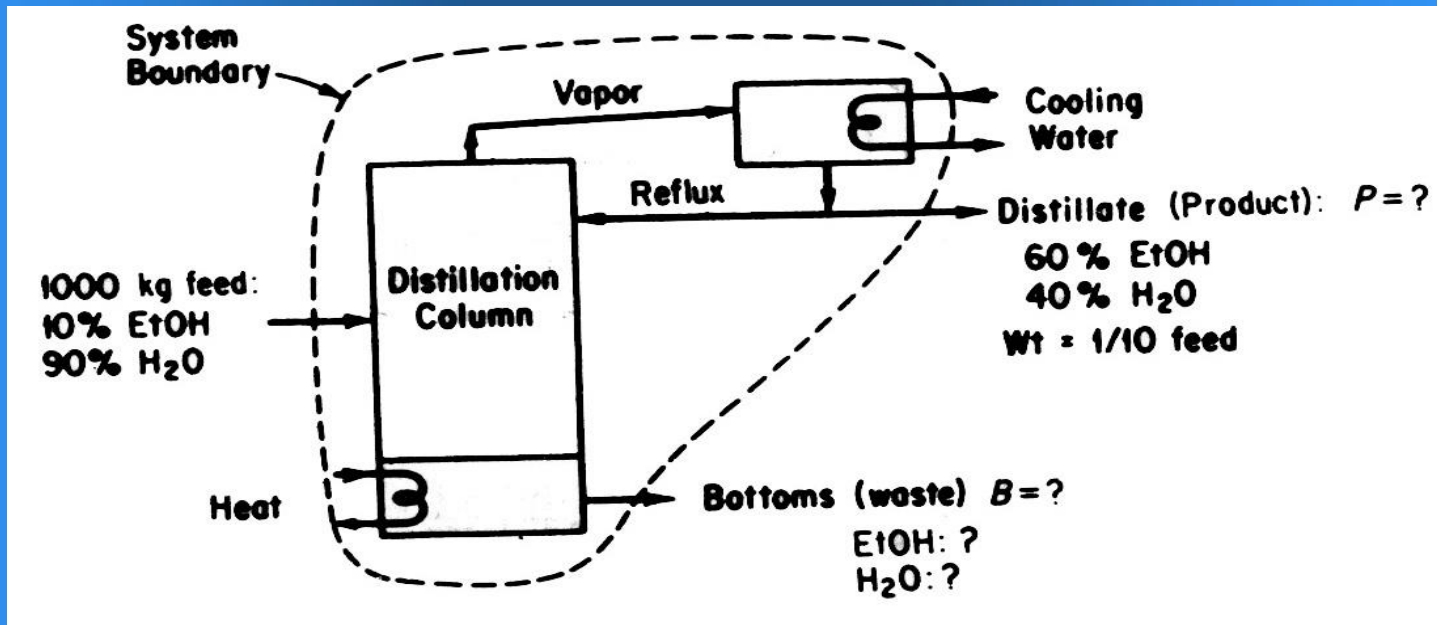 System
Boundary
Vapor
Cooling
Water
Reflux
Distillate (Product): P = ?
60% EtOH
40% H₂O
Wt = 1/10 feed
1000 kg feed:
10% EtOH
90% H₂O
Distillation
Column
Heat
Bottoms (waste) B = ?
EtOH: ?
H₂O: ?